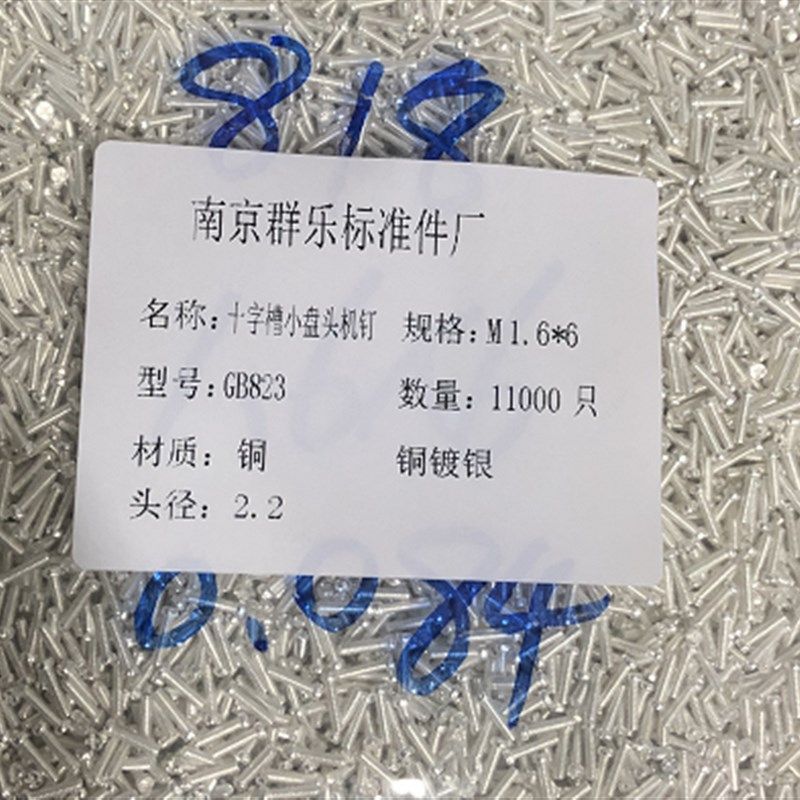 818
南京群乐标准件厂
名称:十字槽小盘头机钉 规格:M1.6*6
型号:GB823 数量:11000 只
材质:铜 铜镀银
头径:2.2
0.084